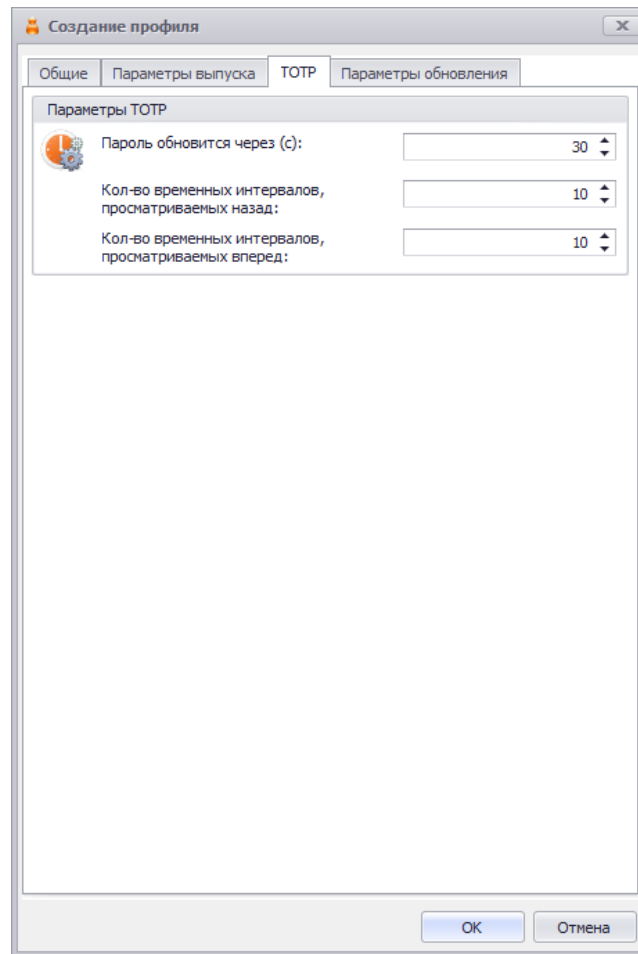 Создание профиля
Общие Параметры выпуска TOTP Параметры обновления
Параметры TOTP
Пароль обновится через (с): 30
Кол-во временных интервалов,
просматриваемых назад: 10
Кол-во временных интервалов,
просматриваемых вперед: 10
OK Отмена